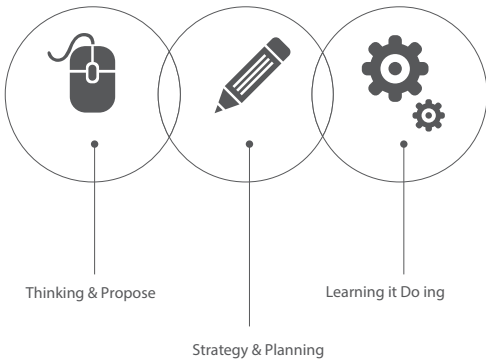 Thinking & Propose
Learning it Do ing
Strategy & Planning